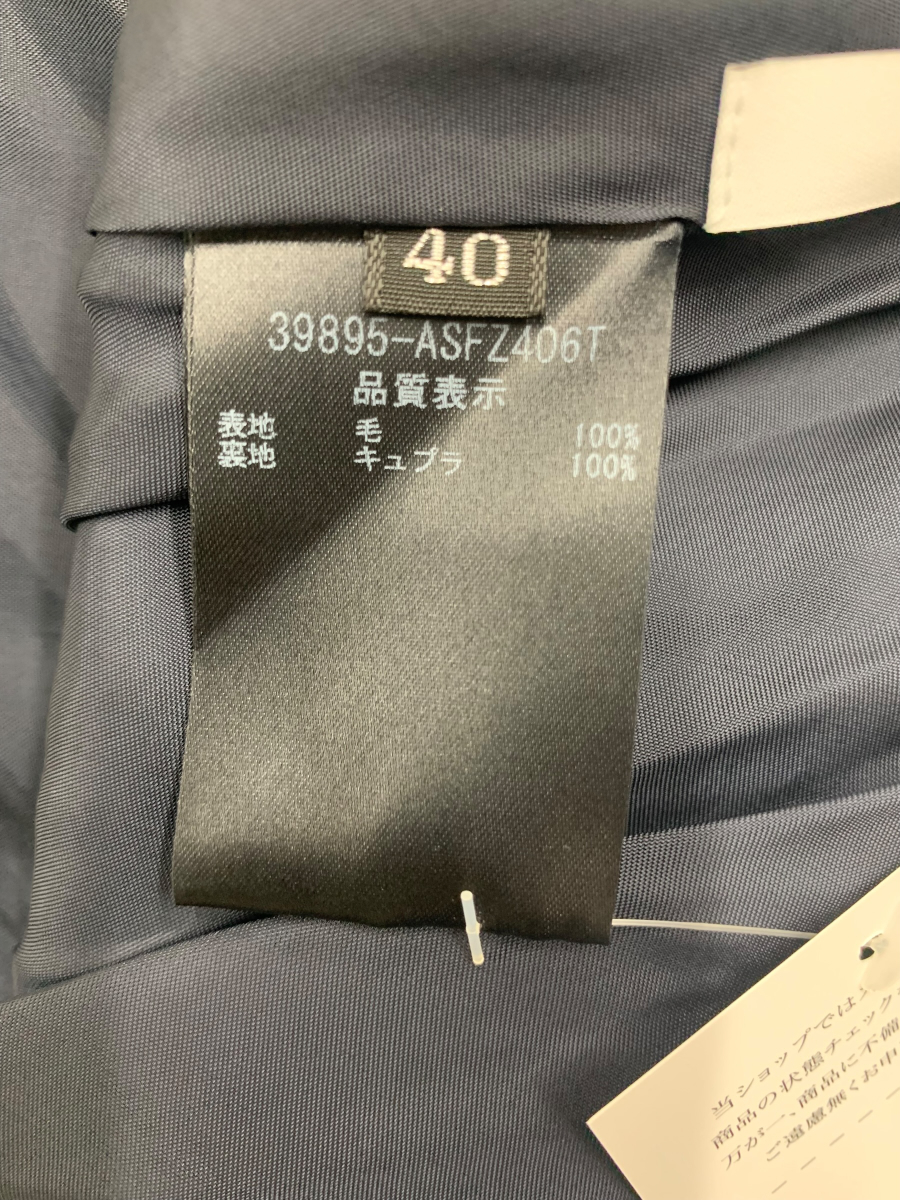 40
39895-ASFZ406T
品質表示
表地 毛 100%
裏地 キュプラ 100%
当ショップでは
商品の状態チェック
万が一、商品に不備
ご遠慮無くお申